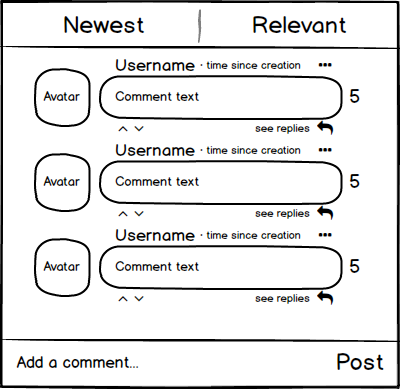 Newest Relevant
Username · time since creation •••
Avatar Comment text 5
see replies
Username · time since creation •••
Avatar Comment text 5
see replies
Username · time since creation •••
Avatar Comment text 5
see replies
Add a comment... Post